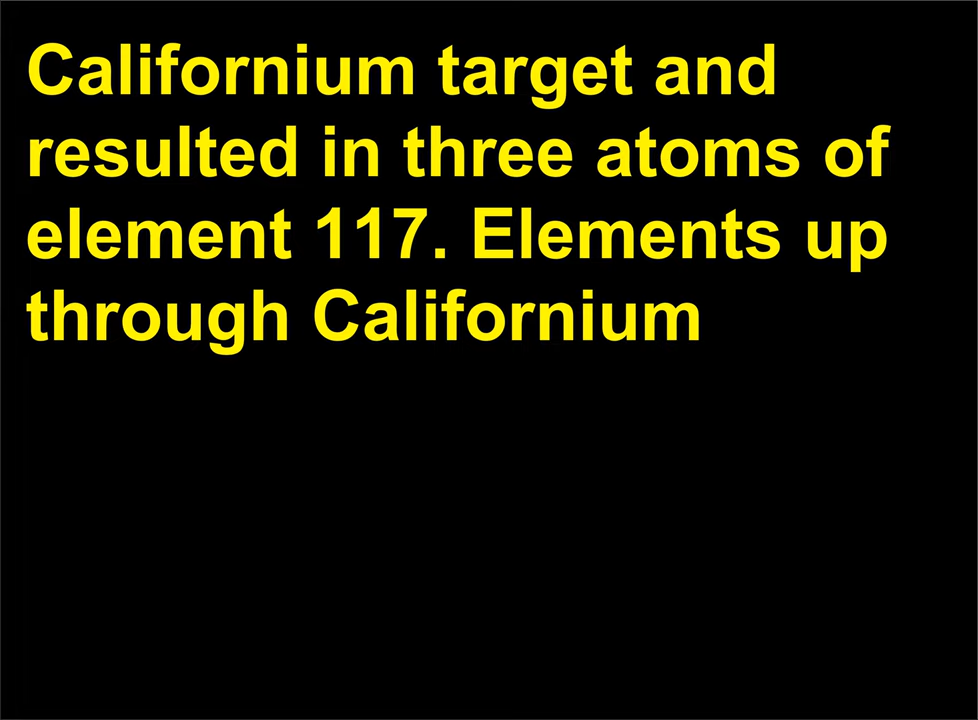 Californium target and
resulted in three atoms of
element 117. Elements up
through Californium